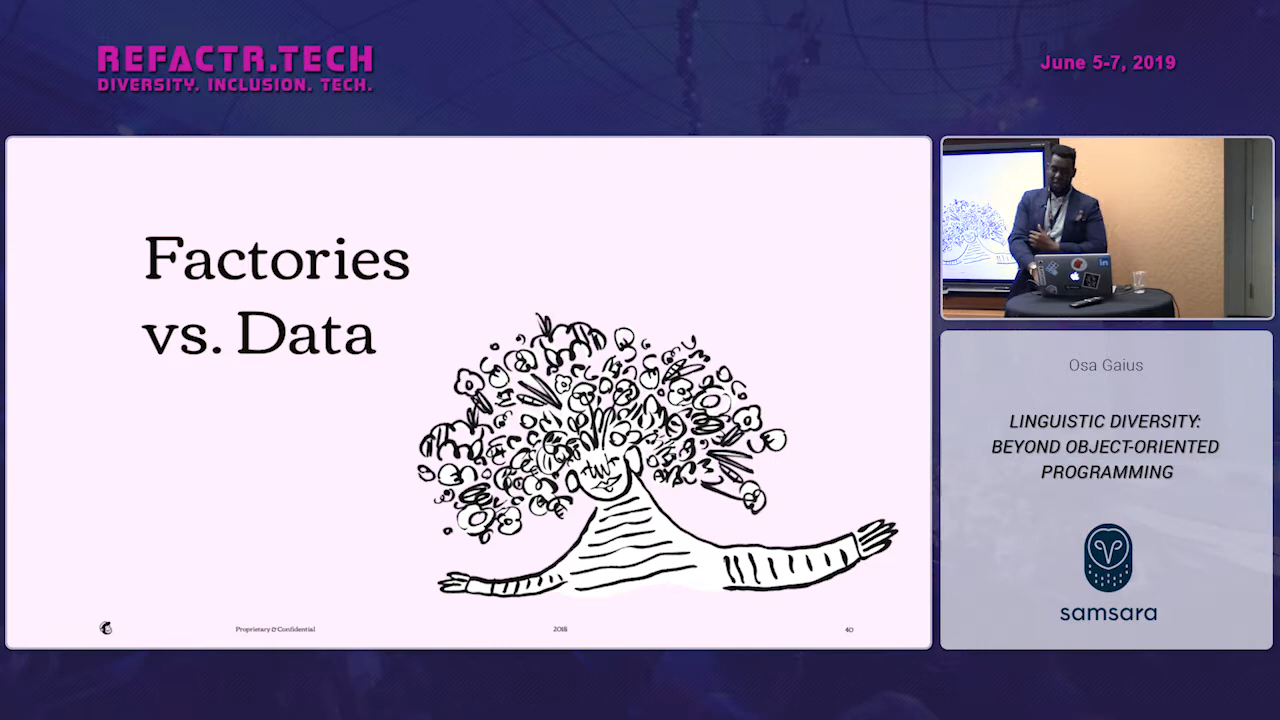 REFACTR.TECH
DIVERSITY. INCLUSION. TECH.
June 5-7, 2019
Factories
vs. Data
Proprietary & Confidential
2018
40
in
Osa Gaius
LINGUISTIC DIVERSITY:
BEYOND OBJECT-ORIENTED
PROGRAMMING
samsara